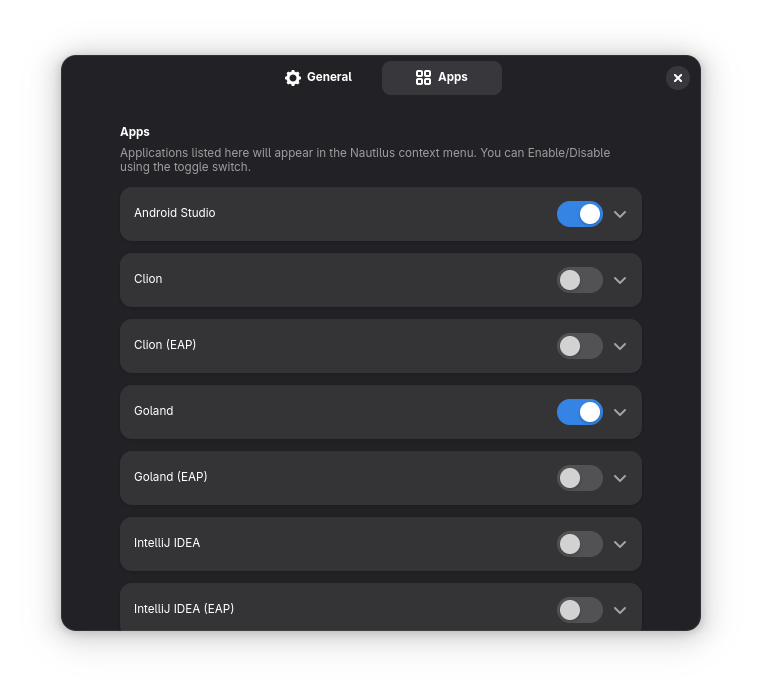 General
Apps
Apps
Applications listed here will appear in the Nautilus context menu. You can Enable/Disable
using the toggle switch.
Android Studio
Clion
Clion (EAP)
Goland
Goland (EAP)
IntelliJ IDEA
IntelliJ IDEA (EAP)